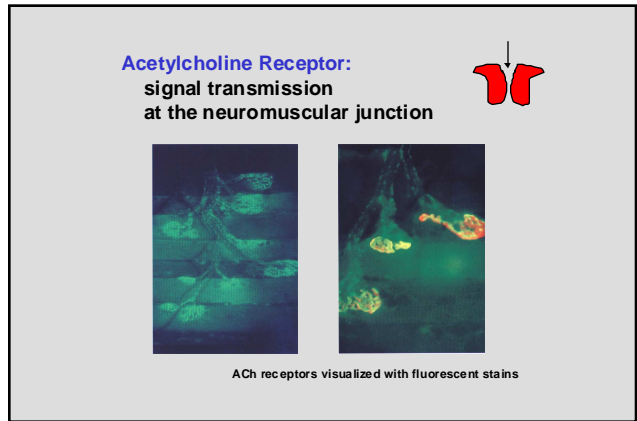 Acetylcholine Receptor:
signal transmission
at the neuromuscular junction
ACh receptors visualized with fluorescent stains